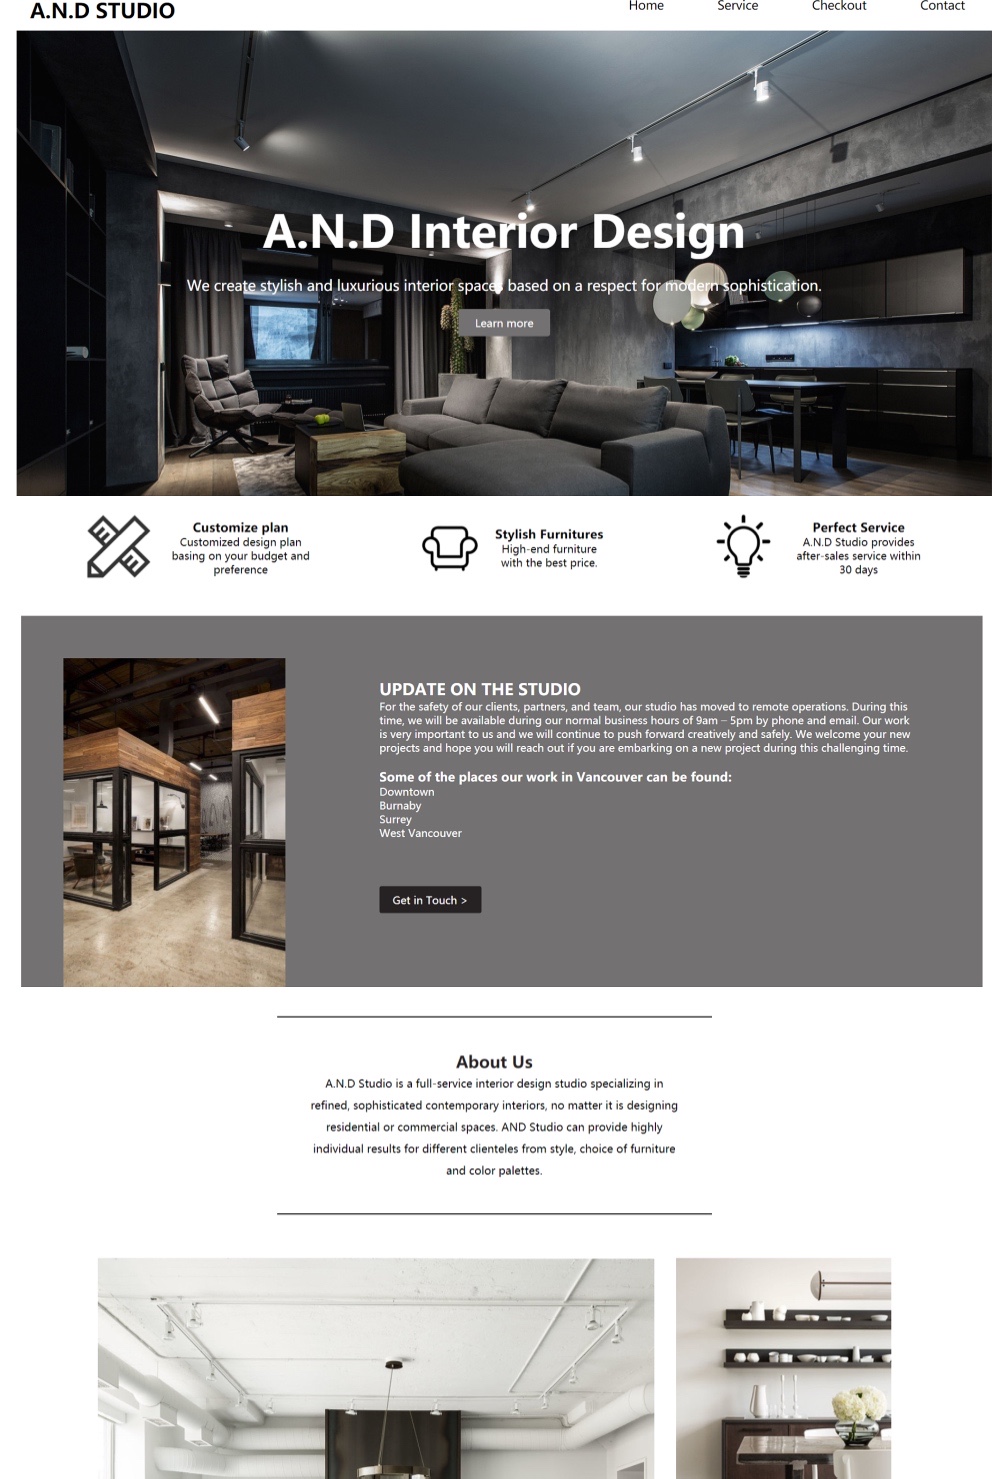 A.N.D STUDIO
Home Service Checkout Contact
A.N.D Interior Design
We create stylish and luxurious interior spaces based on a respect for modern sophistication.
Learn more
Customize plan
Customized design plan
basing on your budget and
preference
Stylish Furnitures
High-end furniture
with the best price.
Perfect Service
A.N.D Studio provides
after-sales service within
30 days
UPDATE ON THE STUDIO
For the safety of our clients, partners, and team, our studio has moved to remote operations. During this
time, we will be available during our normal business hours of 9am – 5pm by phone and email. Our work
is very important to us and we will continue to push forward creatively and safely. We welcome your new
projects and hope you will reach out if you are embarking on a new project during this challenging time.
Some of the places our work in Vancouver can be found:
Downtown
Burnaby
Surrey
West Vancouver
Get in Touch >
About Us
A.N.D Studio is a full-service interior design studio specializing in
refined, sophisticated contemporary interiors, no matter it is designing
residential or commercial spaces. AND Studio can provide highly
individual results for different clienteles from style, choice of furniture
and color palettes.